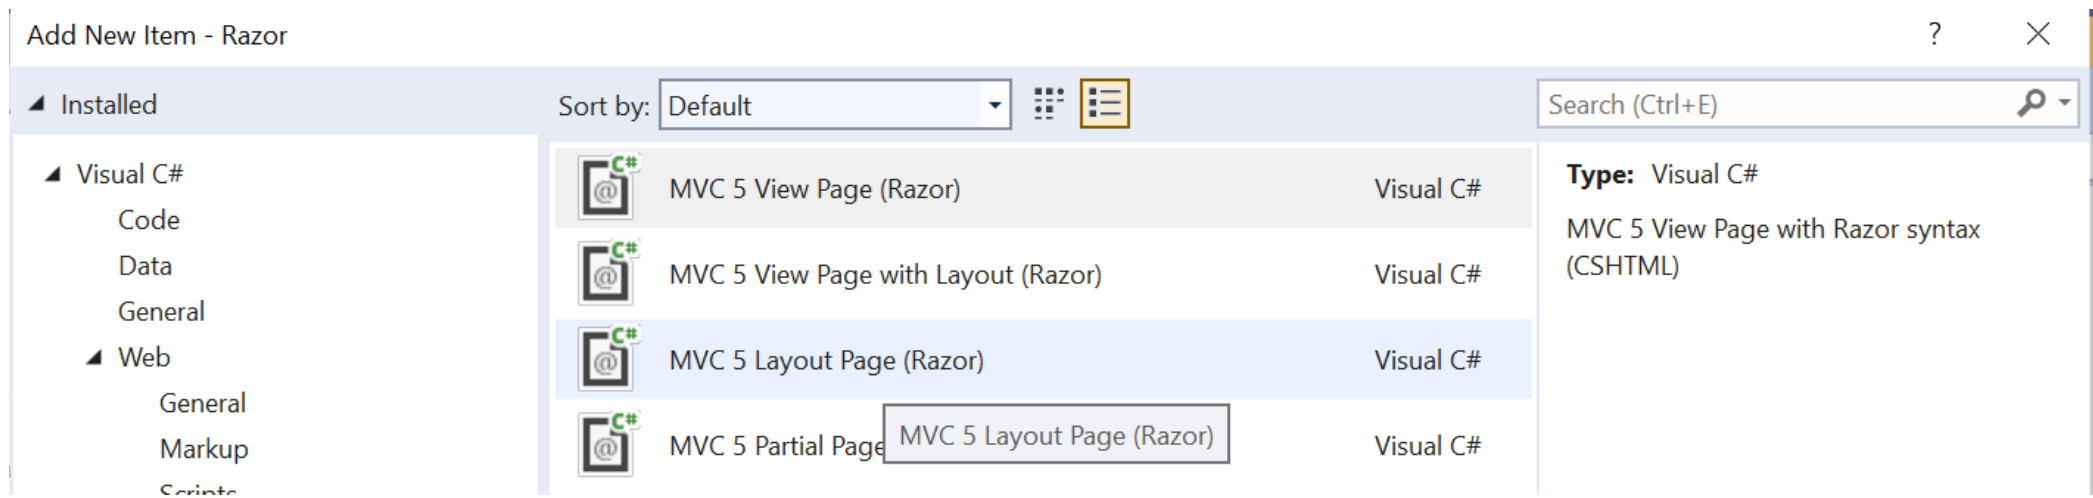 Add New Item - Razor
?
Installed
Sort by: Default
Search (Ctrl+E)
Visual C#
Code
Data
General
Web
General
Markup
Scripts
C#
@
MVC 5 View Page (Razor)
Visual C#
C#
@
MVC 5 View Page with Layout (Razor)
Visual C#
C#
@
MVC 5 Layout Page (Razor)
Visual C#
C#
@
MVC 5 Partial Page
Visual C#
MVC 5 Layout Page (Razor)
Type: Visual C#
MVC 5 View Page with Razor syntax
(CSHTML)